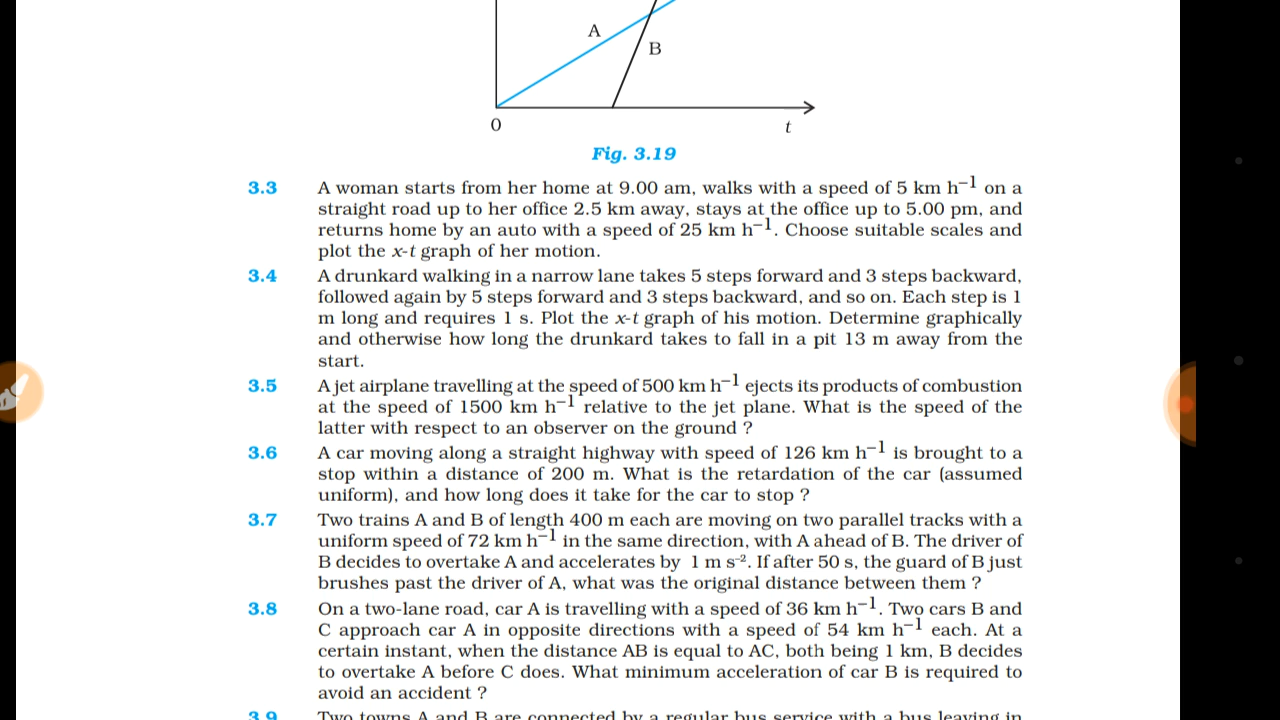 A
B
0
t
Fig. 3.19
3.3 A woman starts from her home at 9.00 am, walks with a speed of 5 km h⁻¹ on a
straight road up to her office 2.5 km away, stays at the office up to 5.00 pm, and
returns home by an auto with a speed of 25 km h⁻¹. Choose suitable scales and
plot the x-t graph of her motion.
3.4 A drunkard walking in a narrow lane takes 5 steps forward and 3 steps backward,
followed again by 5 steps forward and 3 steps backward, and so on. Each step is 1
m long and requires 1 s. Plot the x-t graph of his motion. Determine graphically
and otherwise how long the drunkard takes to fall in a pit 13 m away from the
start.
3.5 A jet airplane travelling at the speed of 500 km h⁻¹ ejects its products of combustion
at the speed of 1500 km h⁻¹ relative to the jet plane. What is the speed of the
latter with respect to an observer on the ground ?
3.6 A car moving along a straight highway with speed of 126 km h⁻¹ is brought to a
stop within a distance of 200 m. What is the retardation of the car (assumed
uniform), and how long does it take for the car to stop ?
3.7 Two trains A and B of length 400 m each are moving on two parallel tracks with a
uniform speed of 72 km h⁻¹ in the same direction, with A ahead of B. The driver of
B decides to overtake A and accelerates by 1 m s⁻². If after 50 s, the guard of B just
brushes past the driver of A, what was the original distance between them ?
3.8 On a two-lane road, car A is travelling with a speed of 36 km h⁻¹. Two cars B and
C approach car A in opposite directions with a speed of 54 km h⁻¹ each. At a
certain instant, when the distance AB is equal to AC, both being 1 km, B decides
to overtake A before C does. What minimum acceleration of car B is required to
avoid an accident ?
3.9 Two towns A and B are connected by a regular bus service with a bus leaving in